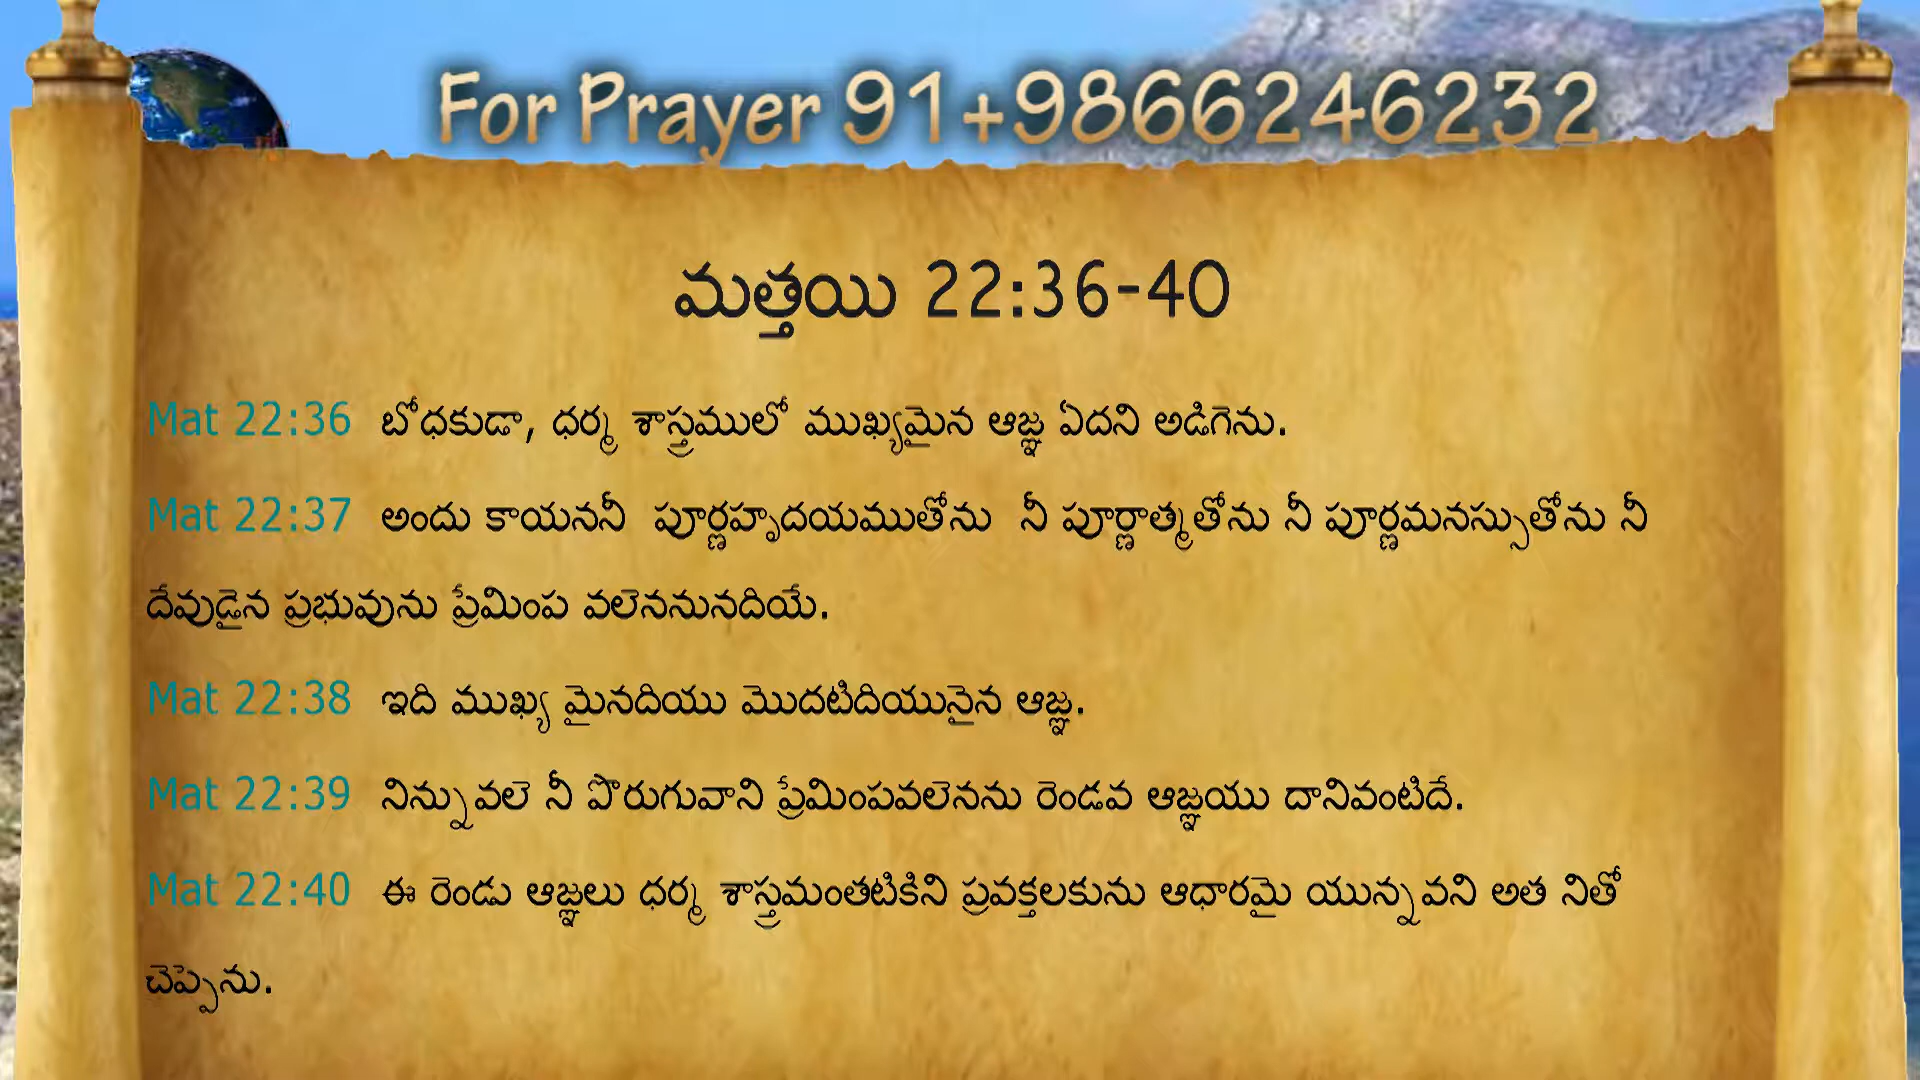 For Prayer 91+9866246232
మత్తయి 22:36-40
Mat 22:36 బోధకుడా, ధర్మ శాస్త్రములో ముఖ్యమైన ఆజ్ఞ ఏదని అడిగెను.
Mat 22:37 అందు కాయననీ పూర్ణహృదయముతోను నీ పూర్ణాత్మతోను నీ పూర్ణమనస్సుతోను నీ
దేవుడైన ప్రభువును ప్రేమింప వలెననునదియే.
Mat 22:38 ఇది ముఖ్య మైనదియు మొదటిదియునైన ఆజ్ఞ.
Mat 22:39 నిన్నువలె నీ పొరుగువాని ప్రేమింపవలెనను రెండవ ఆజ్ఞయు దానివంటిదే.
Mat 22:40 ఈ రెండు ఆజ్ఞలు ధర్మ శాస్త్రమంతటికిని ప్రవక్తలకును ఆధారమై యున్నవని అత నితో
చెప్పెను.